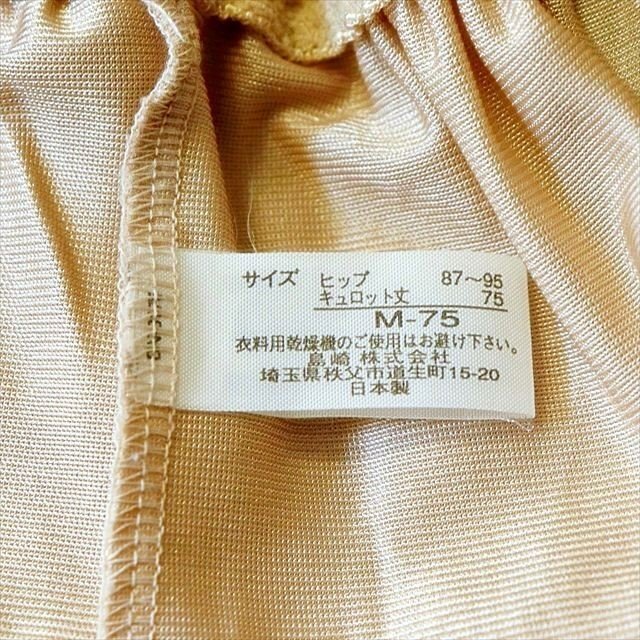 サイズ ヒップ 87～95
キュロット丈 75
M-75
衣料用乾燥機のご使用はお避け下さい。
島崎 株式会社
埼玉県秩父市道生町15-20
日本製